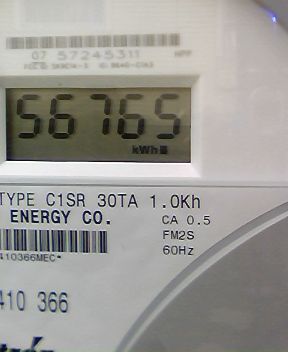 07 57245311
56765
kWh
TYPE C1SR 30TA 1.0Kh
ENERGY CO. CA 0.5
FM2S
60Hz
410366MEC*
410 366